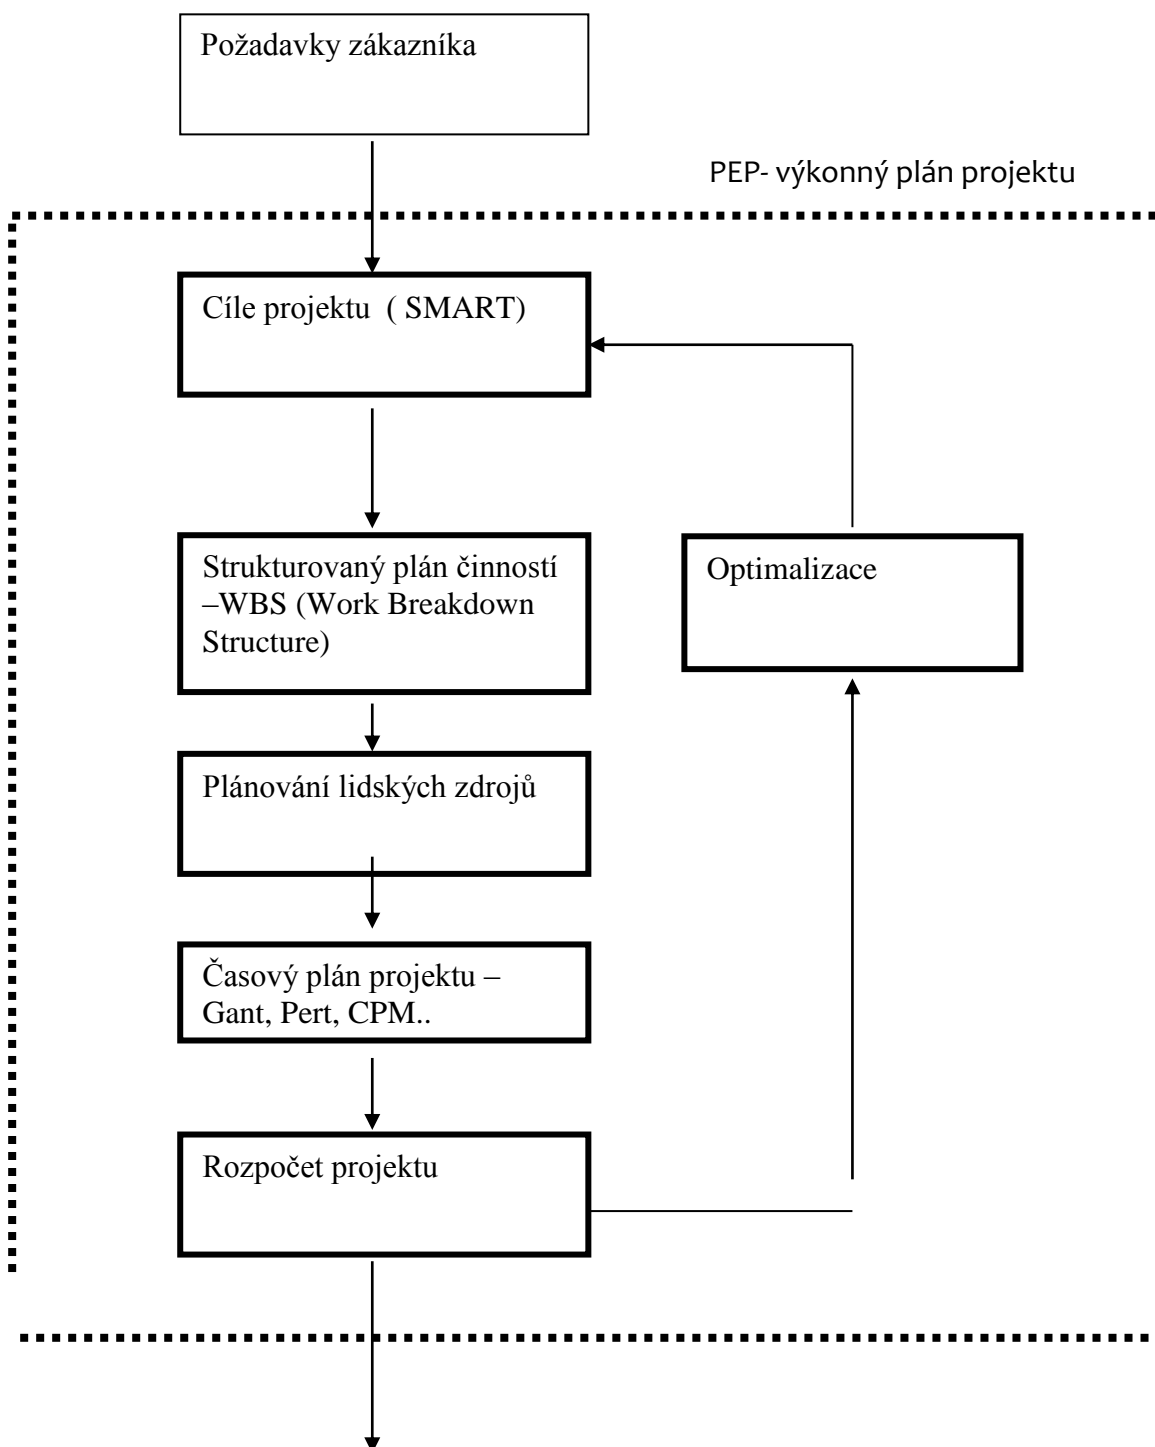 Požadavky zákazníka
PEP- výkonný plán projektu
Cíle projektu  ( SMART)
Strukturovaný plán činností
–WBS (Work Breakdown
Structure)
Optimalizace
Plánování lidských zdrojů
Časový plán projektu –
Gant, Pert, CPM..
Rozpočet projektu